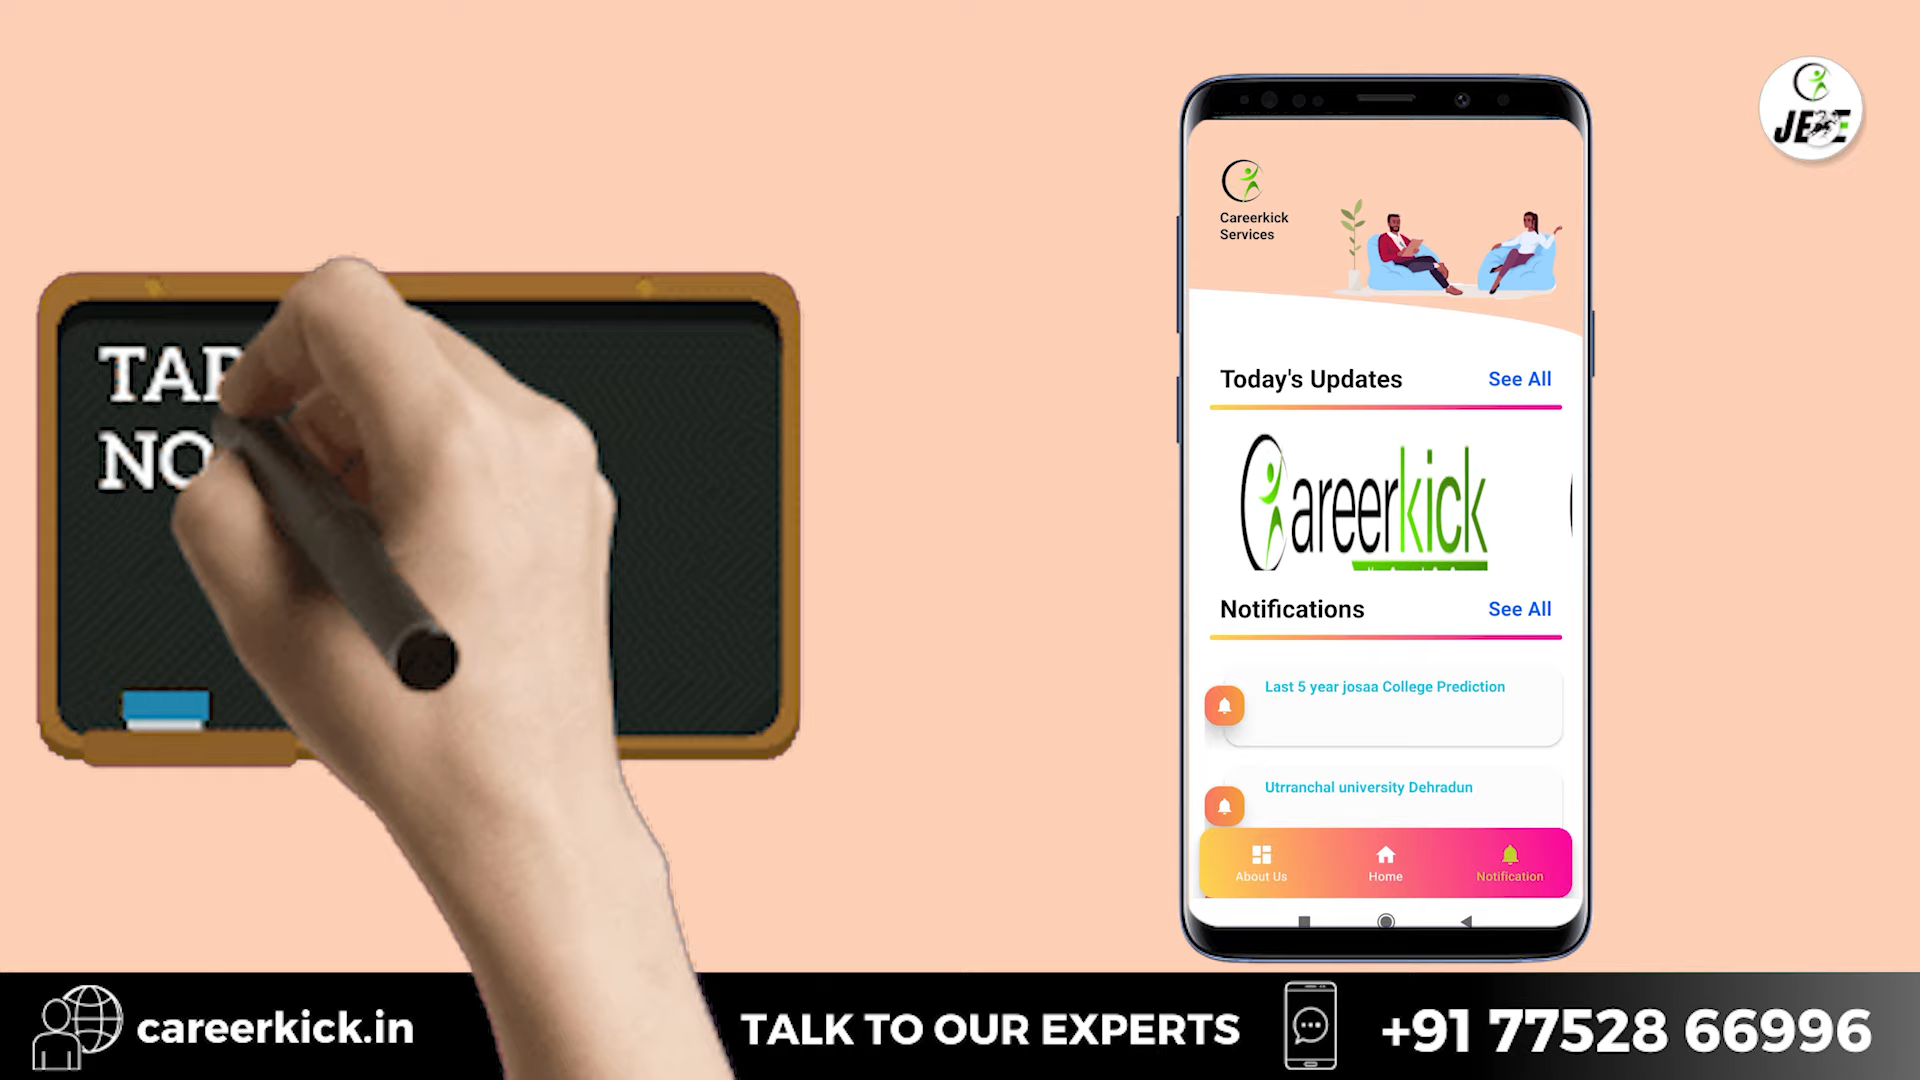 TAP
NO
Careerkick
Services
Today's Updates
See All
Careerkick
Notifications
See All
Last 5 year josaa College Prediction
Utrranchal university Dehradun
About Us
Home
Notification
careerkick.in
TALK TO OUR EXPERTS
+91 77528 66996